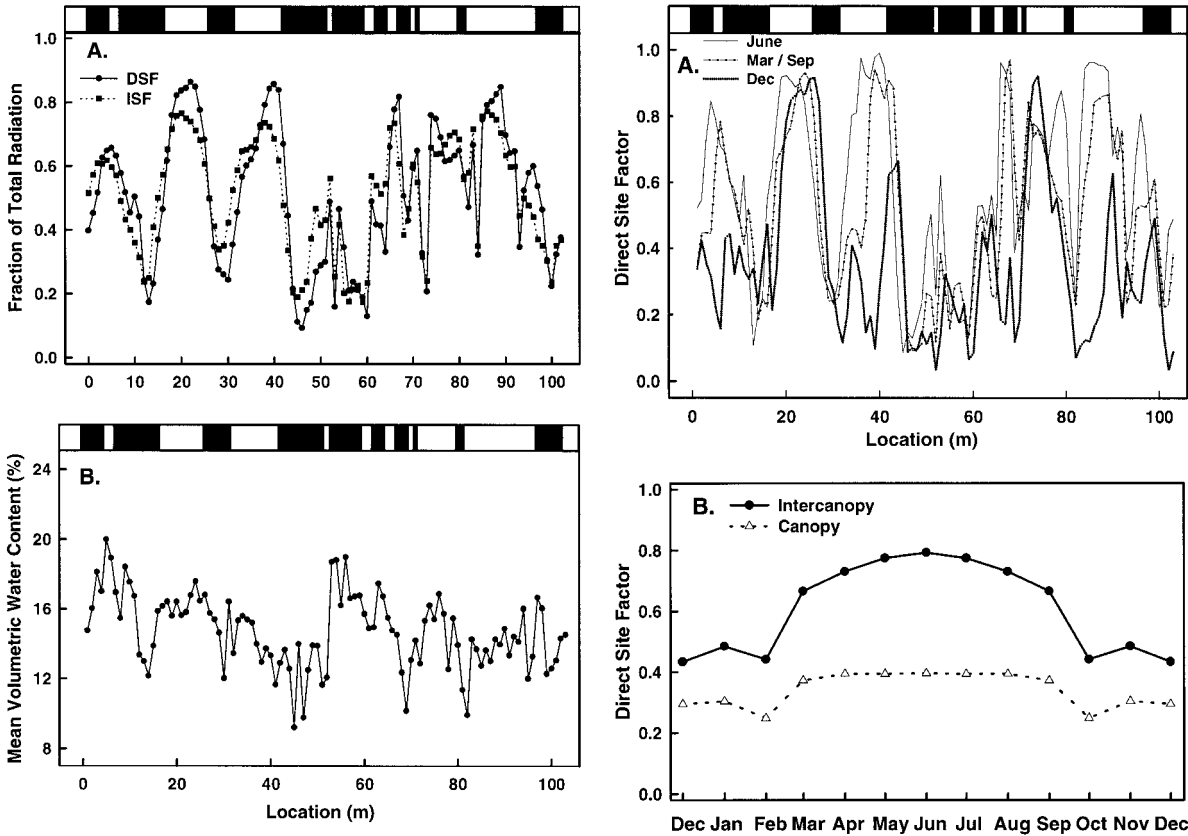 A.
DSF
ISF
Fraction of Total Radiation
1.0
0.8
0.6
0.4
0.2
0.0
0 10 20 30 40 50 60 70 80 90 100
B.
Mean Volumetric Water Content (%)
24
20
16
12
8
0 20 40 60 80 100
Location (m)
A.
June
Mar / Sep
Dec
Direct Site Factor
1.0
0.8
0.6
0.4
0.2
0.0
0 20 40 60 80 100
Location (m)
B.
Intercanopy
Canopy
Direct Site Factor
1.0
0.8
0.6
0.4
0.2
0.0
Dec Jan Feb Mar Apr May Jun Jul Aug Sep Oct Nov Dec